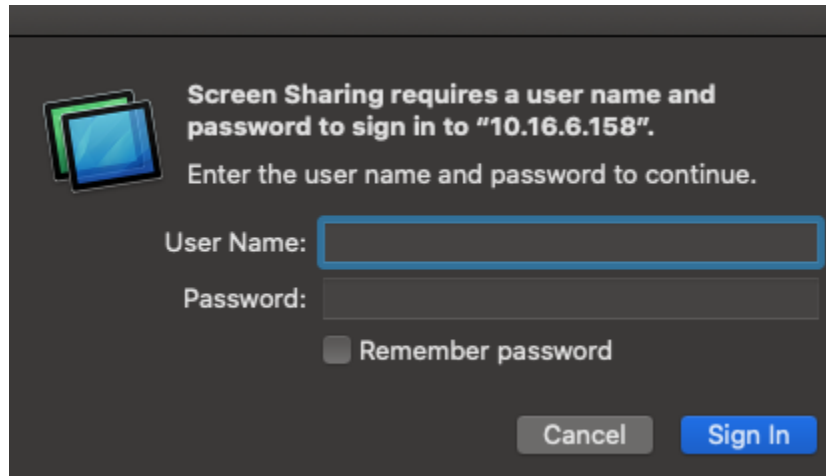 Screen Sharing requires a user name and
password to sign in to “10.16.6.158”.
Enter the user name and password to continue.
User Name:
Password:
Remember password
Cancel Sign In